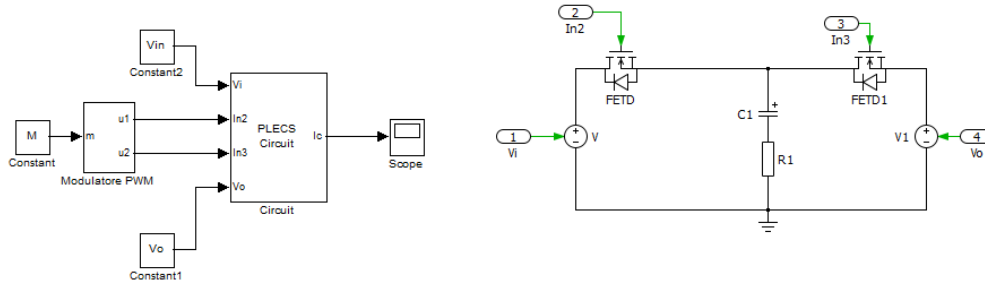 Vin
Constant2
M
Constant
m
u1
u2
Modulatore PWM
Vi
In2
In3
Vo
PLECS
Circuit
Ic
Circuit
Scope
Vo
Constant1
2
In2
3
In3
FETD
FETD1
C1
+
1
Vi
V
+
R1
V1
+
4
Vo